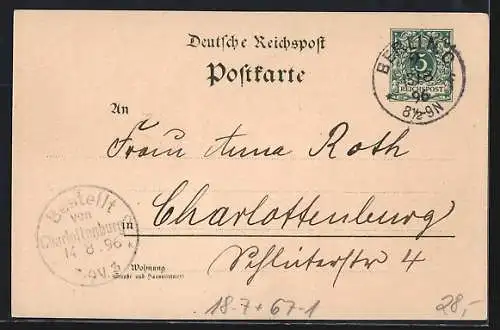 Deutsche Reichspost
Postkarte
BERLIN
5
REICHSPOST
96
8½-9N
An
Frau Anna Roth
in Charlottenburg
Schlüterstr 4
Wohnung
(Straße und Hausnummer)
Bestellt
von
Charlottenburg
14 8 .96
18-7+67-1
28,-